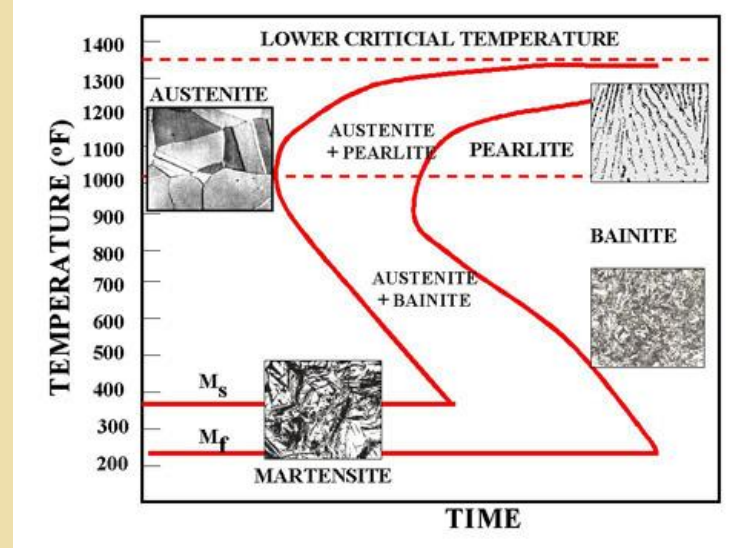 LOWER CRITICIAL TEMPERATURE
AUSTENITE
AUSTENITE
+ PEARLITE
PEARLITE
BAINITE
AUSTENITE
+ BAINITE
Ms
Mf
MARTENSITE
TEMPERATURE (°F)
1400
1300
1200
1100
1000
900
800
700
600
500
400
300
200
TIME